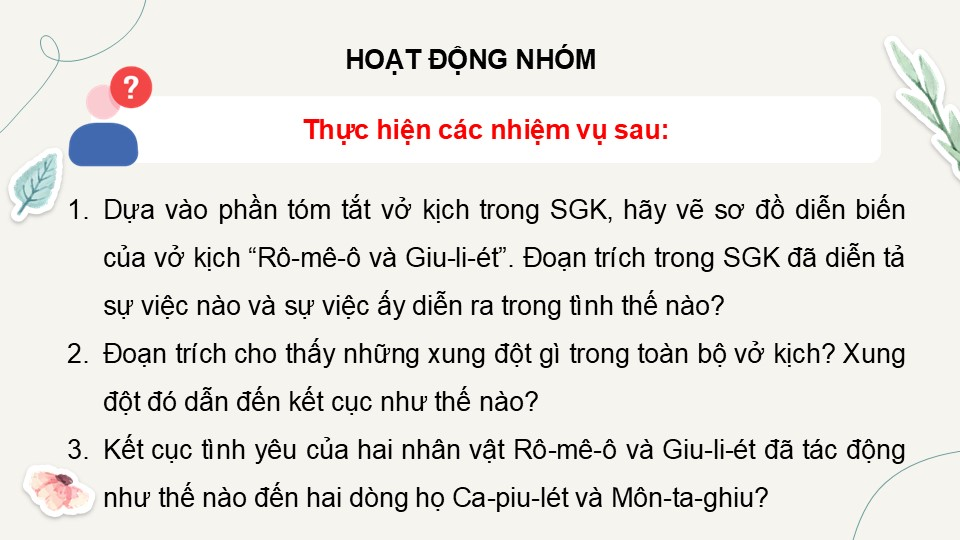 HOẠT ĐỘNG NHÓM
?
Thực hiện các nhiệm vụ sau:
1. Dựa vào phần tóm tắt vở kịch trong SGK, hãy vẽ sơ đồ diễn biến
của vở kịch “Rô-mê-ô và Giu-li-ét”. Đoạn trích trong SGK đã diễn tả
sự việc nào và sự việc ấy diễn ra trong tình thế nào?
2. Đoạn trích cho thấy những xung đột gì trong toàn bộ vở kịch? Xung
đột đó dẫn đến kết cục như thế nào?
3. Kết cục tình yêu của hai nhân vật Rô-mê-ô và Giu-li-ét đã tác động
như thế nào đến hai dòng họ Ca-piu-lét và Môn-ta-ghiu?